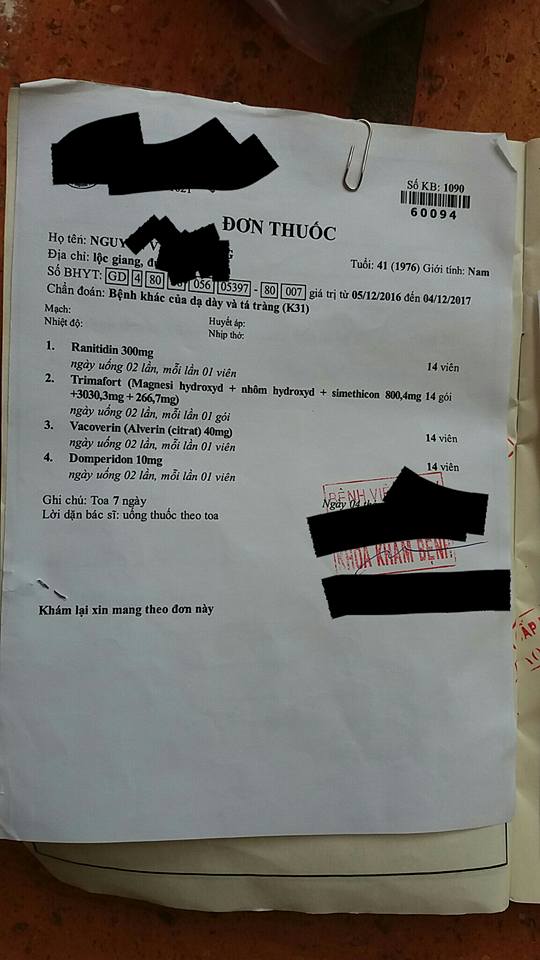 Số KB: 1090
60094
ĐƠN THUỐC
Họ tên: NGUY
Địa chỉ: lộc giang,
Tuổi: 41 (1976) Giới tính: Nam
Số BHYT: GD 4 80 056 05397 - 80 007 giá trị từ 05/12/2016 đến 04/12/2017
Chẩn đoán: Bệnh khác của dạ dày và tá tràng (K31)
Mạch: Huyết áp:
Nhiệt độ: Nhịp thở:
1. Ranitidin 300mg 14 viên
ngày uống 02 lần, mỗi lần 01 viên
2. Trimafort (Magnesi hydroxyd + nhôm hydroxyd + simethicon 800,4mg 14 gói
+3030,3mg + 266,7mg)
ngày uống 02 lần, mỗi lần 01 gói
3. Vacoverin (Alverin (citrat) 40mg) 14 viên
ngày uống 02 lần, mỗi lần 01 viên
4. Domperidon 10mg 14 viên
ngày uống 02 lần, mỗi lần 01 viên
Ghi chú: Toa 7 ngày
Lời dặn bác sĩ: uống thuốc theo toa
BỆNH VIỆ
Ngày 04
KHOA KHÁM BỆNH
Khám lại xin mang theo đơn này